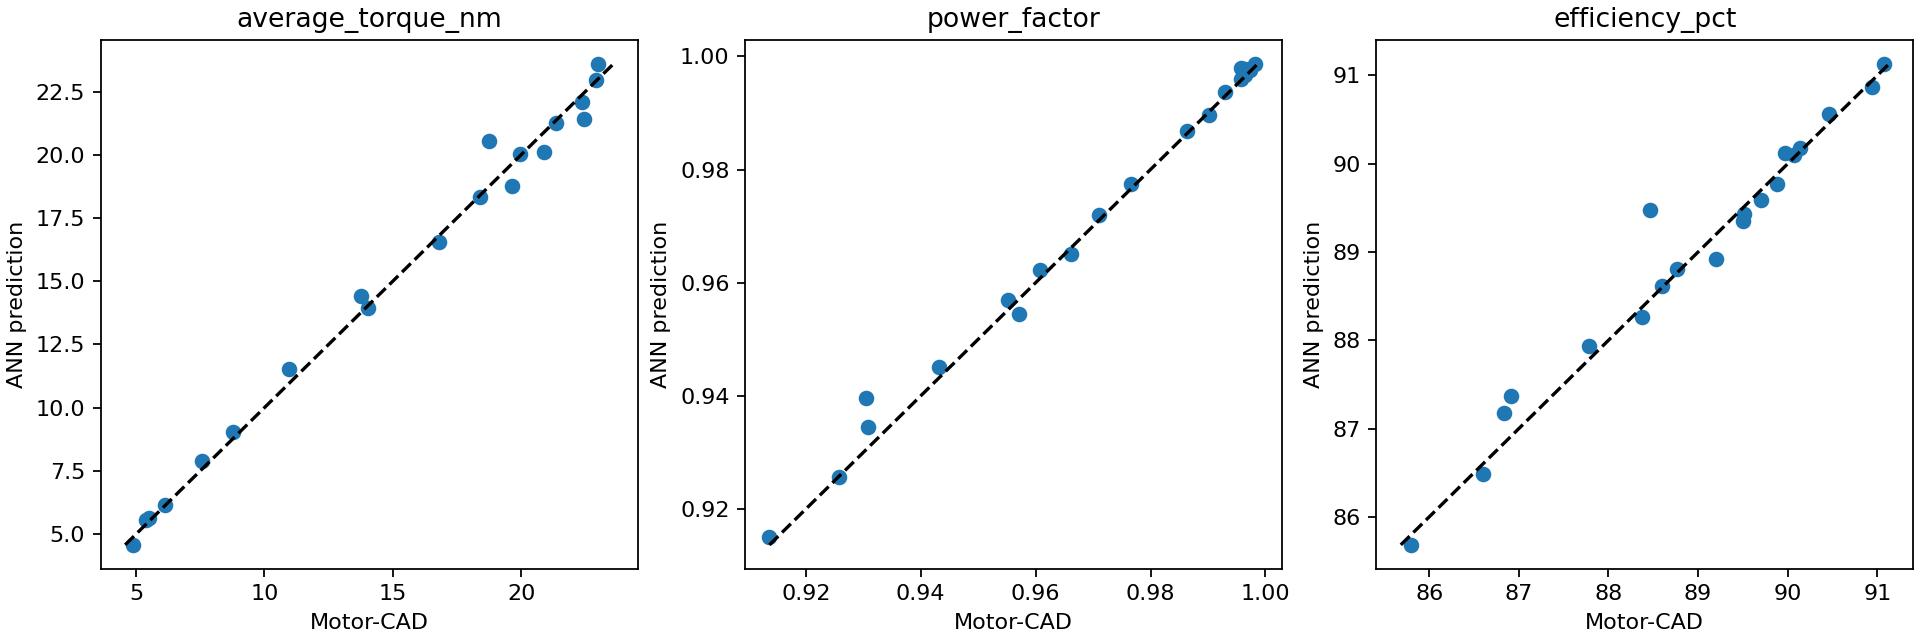 average_torque_nm
22.5
20.0
17.5
15.0
12.5
10.0
7.5
5.0
ANN prediction
5 10 15 20
Motor-CAD
power_factor
1.00
0.98
0.96
0.94
0.92
ANN prediction
0.92 0.94 0.96 0.98 1.00
Motor-CAD
efficiency_pct
91
90
89
88
87
86
ANN prediction
86 87 88 89 90 91
Motor-CAD